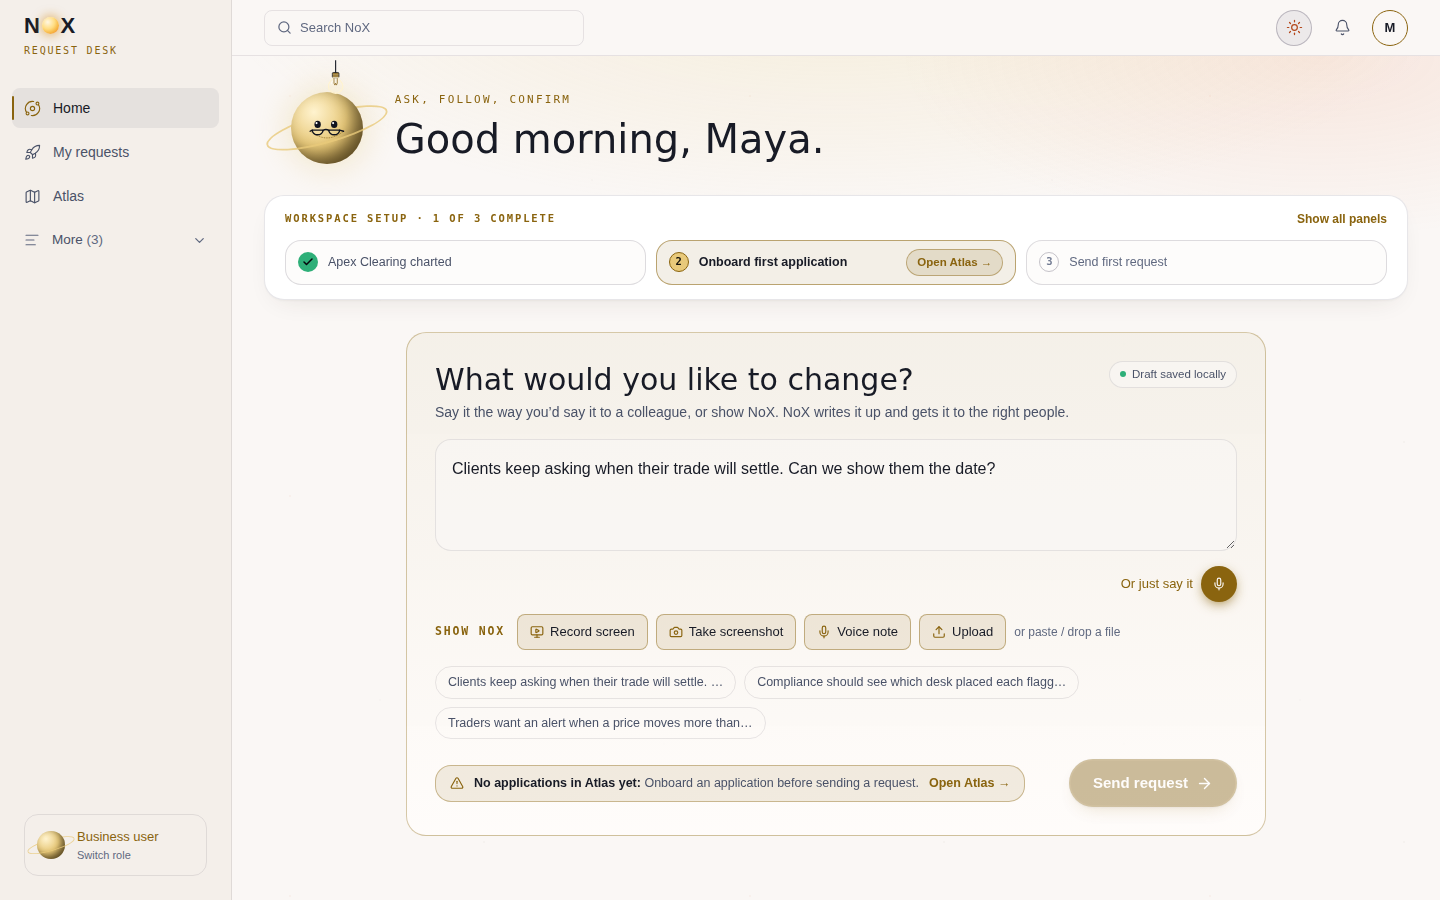 NOX
REQUEST DESK
Search NoX
M
Home
My requests
Atlas
More (3)
ASK, FOLLOW, CONFIRM
Good morning, Maya.
WORKSPACE SETUP · 1 OF 3 COMPLETE
Show all panels
Apex Clearing charted
2 Onboard first application Open Atlas →
3 Send first request
What would you like to change?
Draft saved locally
Say it the way you’d say it to a colleague, or show NoX. NoX writes it up and gets it to the right people.
Clients keep asking when their trade will settle. Can we show them the date?
Or just say it
SHOW NOX Record screen Take screenshot Voice note Upload or paste / drop a file
Clients keep asking when their trade will settle. …
Compliance should see which desk placed each flagg…
Traders want an alert when a price moves more than…
No applications in Atlas yet: Onboard an application before sending a request. Open Atlas →
Send request →
Business user
Switch role